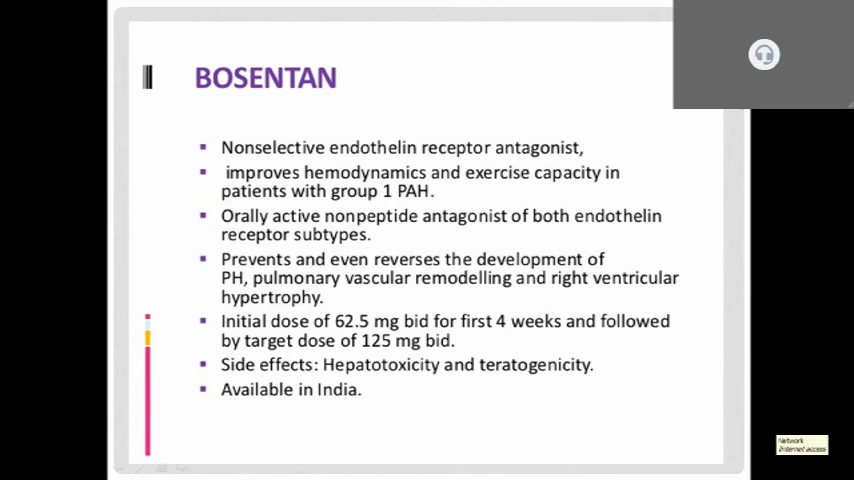 BOSENTAN
Nonselective endothelin receptor antagonist,
improves hemodynamics and exercise capacity in
patients with group 1 PAH.
Orally active nonpeptide antagonist of both endothelin
receptor subtypes.
Prevents and even reverses the development of
PH, pulmonary vascular remodelling and right ventricular
hypertrophy.
Initial dose of 62.5 mg bid for first 4 weeks and followed
by target dose of 125 mg bid.
Side effects: Hepatotoxicity and teratogenicity.
Available in India.
Network
Internet access